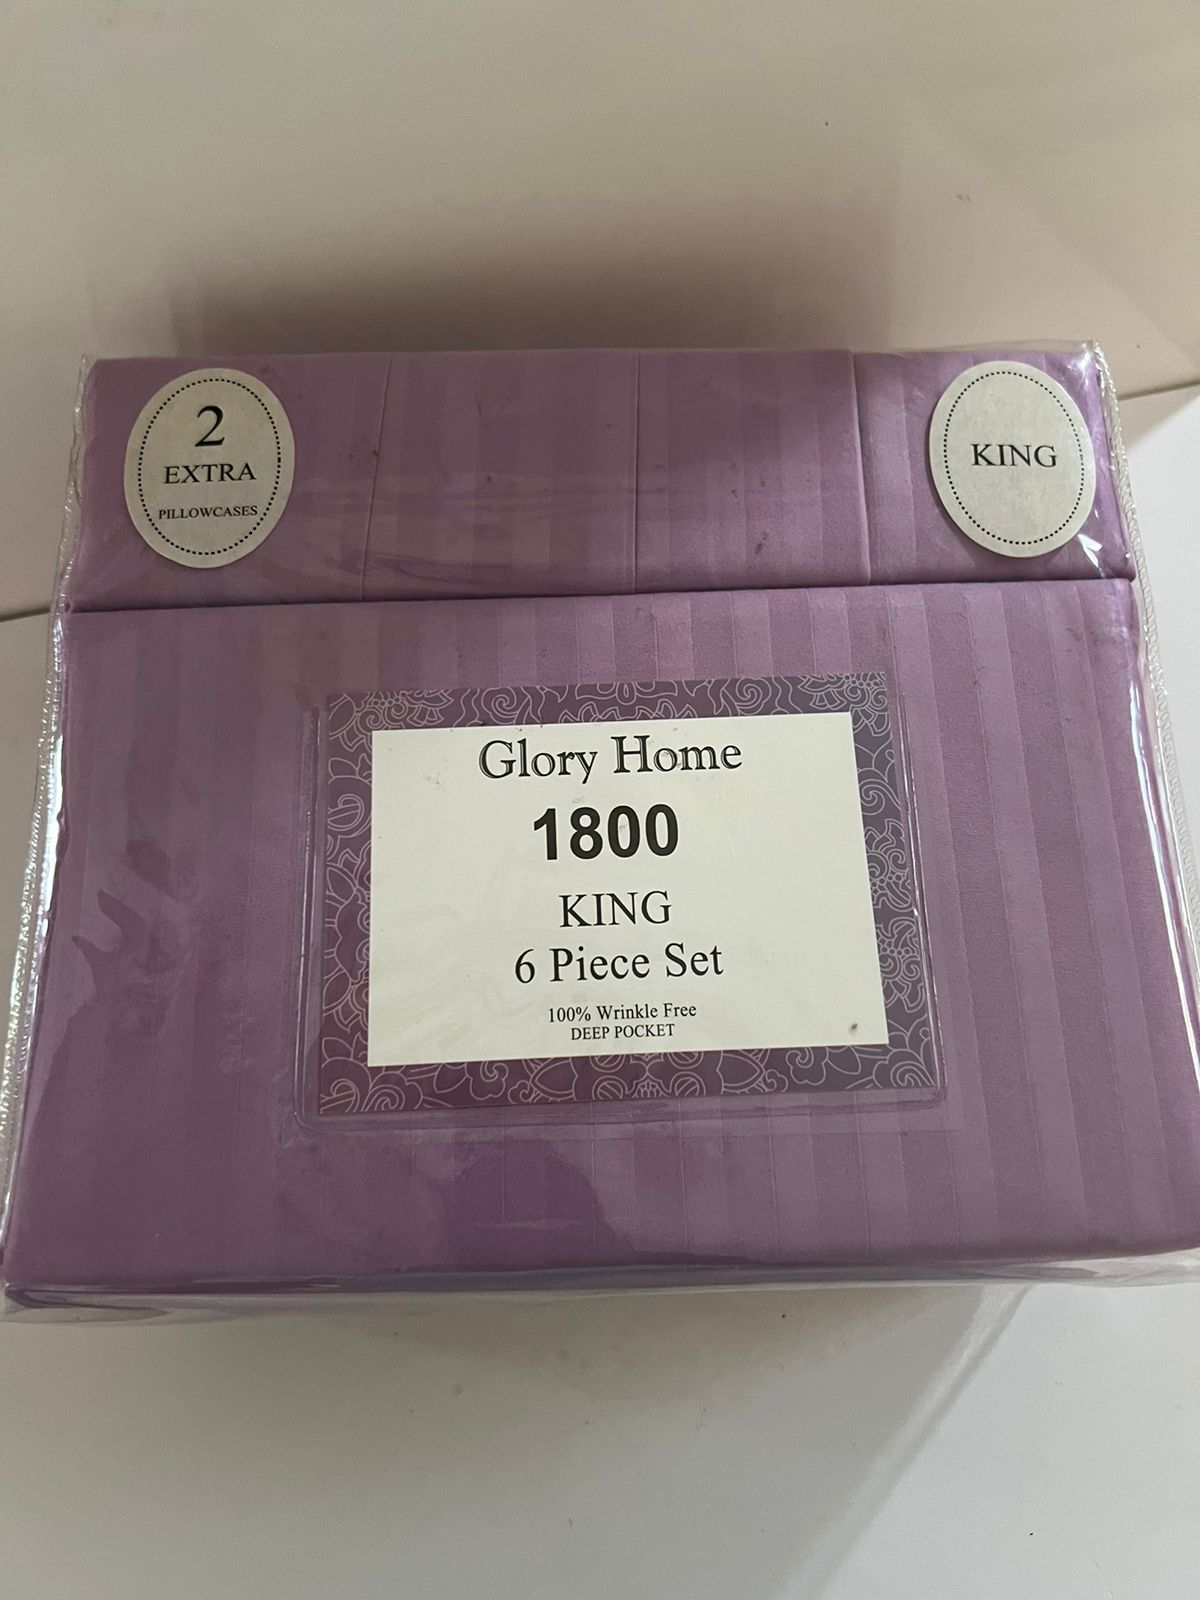 2
EXTRA
PILLOWCASES
KING
Glory Home
1800
KING
6 Piece Set
100% Wrinkle Free
DEEP POCKET